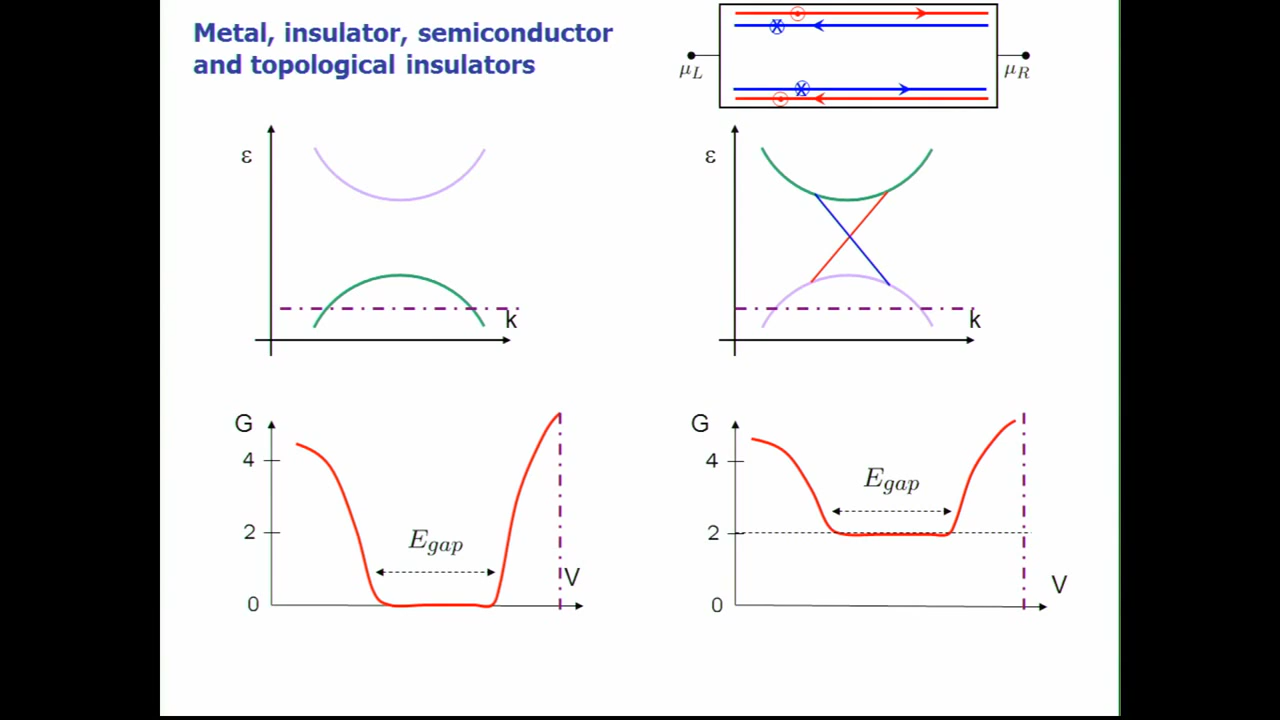 Metal, insulator, semiconductor
and topological insulators
μL
μR
ε
k
ε
k
G
4
2
0
Egap
V
G
4
2
0
Egap
V